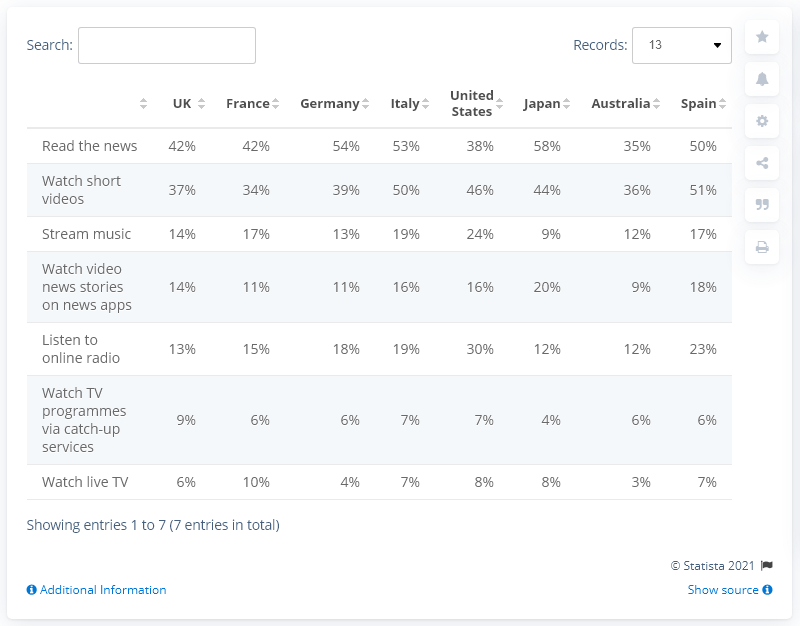 Search:
Records: 13
UK France Germany Italy United States Japan Australia Spain
Read the news 42% 42% 54% 53% 38% 58% 35% 50%
Watch short videos 37% 34% 39% 50% 46% 44% 36% 51%
Stream music 14% 17% 13% 19% 24% 9% 12% 17%
Watch video news stories on news apps 14% 11% 11% 16% 16% 20% 9% 18%
Listen to online radio 13% 15% 18% 19% 30% 12% 12% 23%
Watch TV programmes via catch-up services 9% 6% 6% 7% 7% 4% 6% 6%
Watch live TV 6% 10% 4% 7% 8% 8% 3% 7%
Showing entries 1 to 7 (7 entries in total)
© Statista 2021
Additional Information
Show source